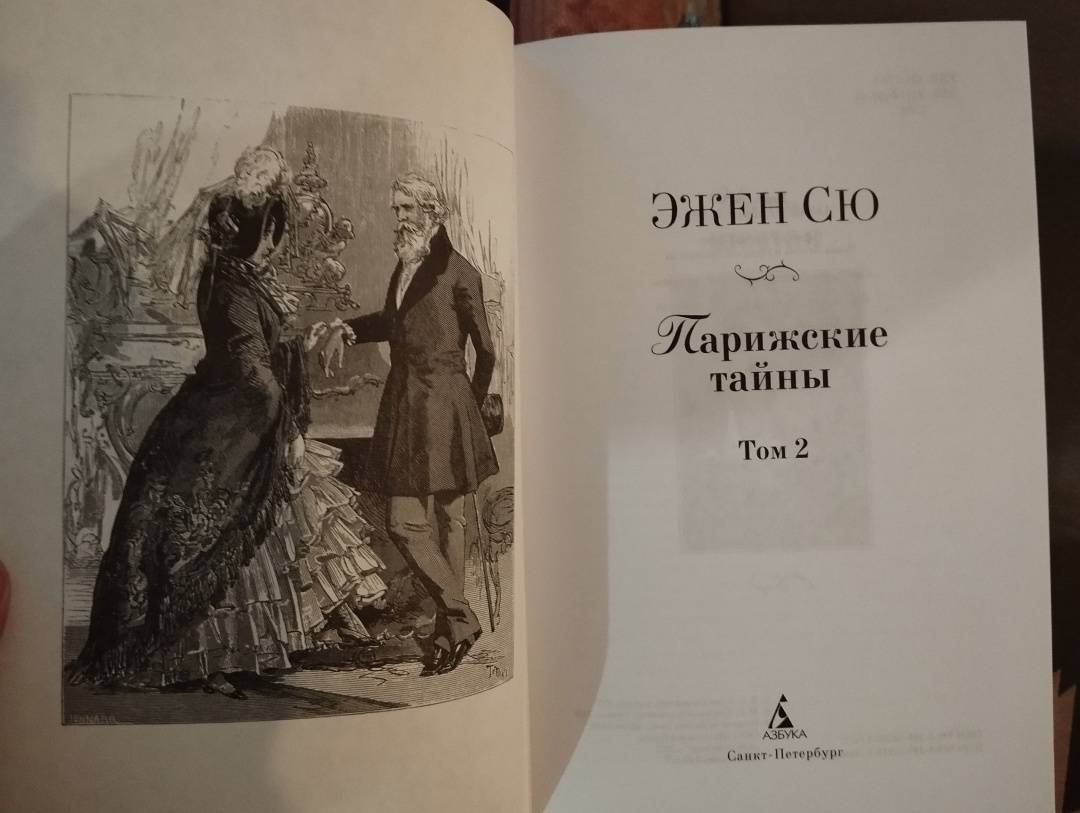 ЭЖЕН СЮ
Парижские
тайны
Том 2
АЗБУКА
Санкт-Петербург